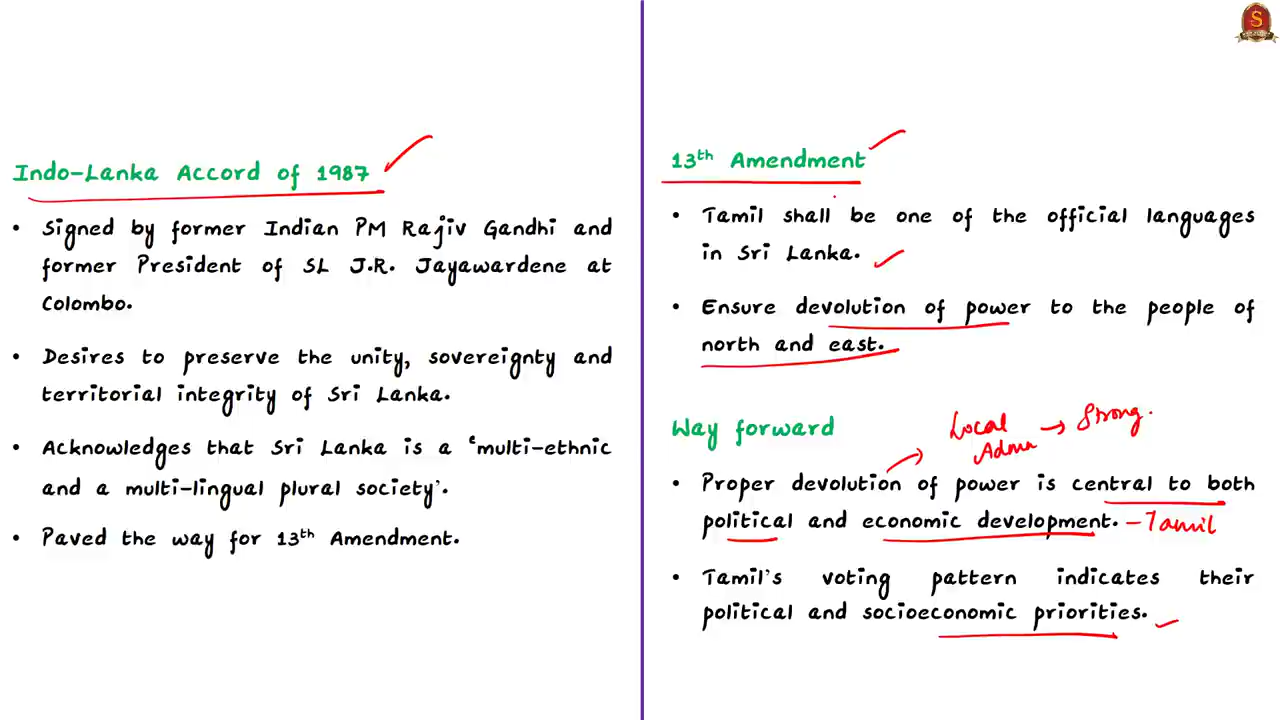 Indo-Lanka Accord of 1987
• Signed by former Indian PM Rajiv Gandhi and
former President of SL J.R. Jayawardene at
Colombo.
• Desires to preserve the unity, sovereignty and
territorial integrity of Sri Lanka.
• Acknowledges that Sri Lanka is a ‘multi-ethnic
and a multi-lingual plural society’.
• Paved the way for 13th Amendment.
13th Amendment
• Tamil shall be one of the official languages
in Sri Lanka.
• Ensure devolution of power to the people of
north and east.
Way forward
Local
Admn → Strong.
• Proper devolution of power is central to both
political and economic development. - Tamil
• Tamil's voting pattern indicates their
political and socioeconomic priorities.
S